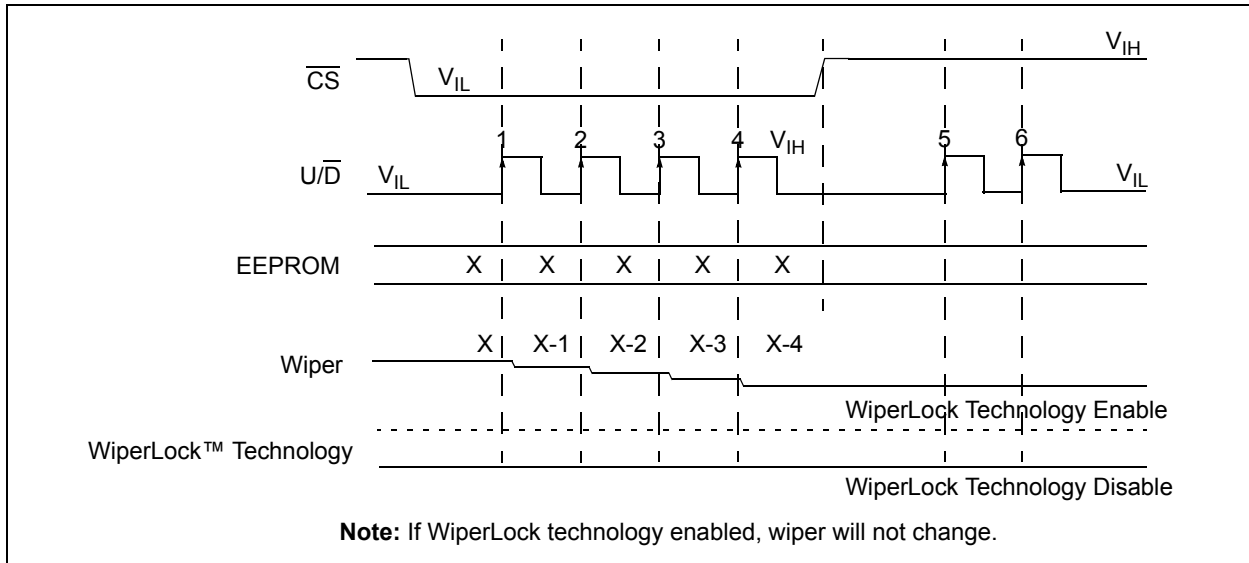 V_IH
C̅S̅ V_IL
1 2 3 4 V_IH 5 6
U/D̅ V_IL V_IL
EEPROM X X X X X
X X-1 X-2 X-3 X-4
Wiper
WiperLock Technology Enable
WiperLock™ Technology
WiperLock Technology Disable
Note: If WiperLock technology enabled, wiper will not change.